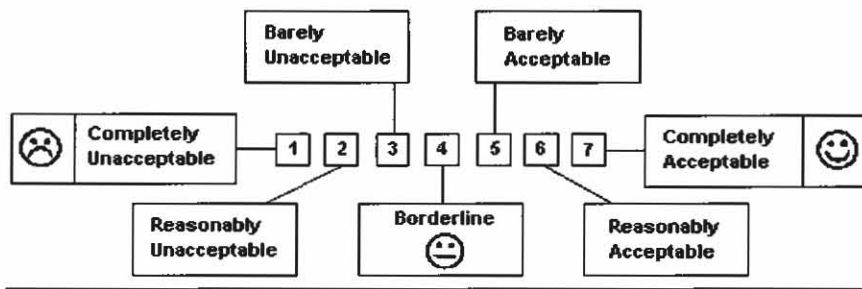 Barely
Unacceptable
Barely
Acceptable
Completely
Unacceptable
1 2 3 4 5 6 7
Completely
Acceptable
Reasonably
Unacceptable
Borderline
Reasonably
Acceptable